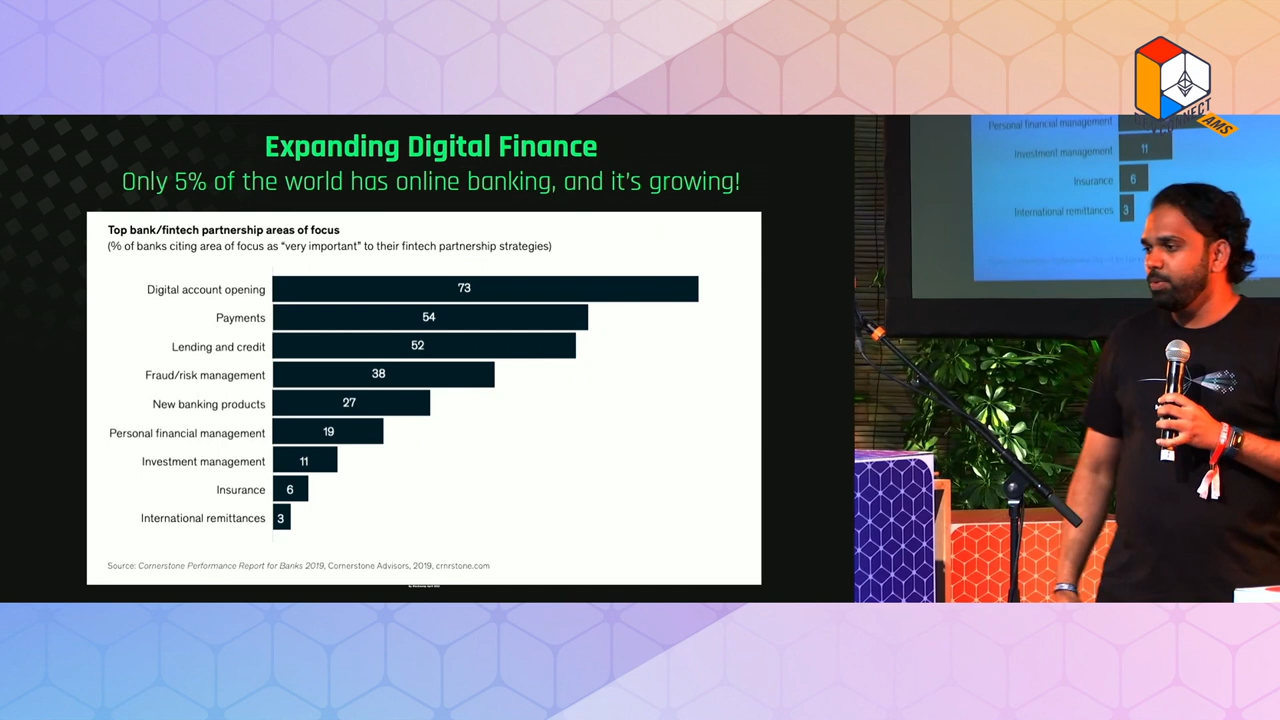 Expanding Digital Finance
Only 5% of the world has online banking, and it's growing!
Top bank/fintech partnership areas of focus
(% of banks citing area of focus as “very important” to their fintech partnership strategies)
Digital account opening 73
Payments 54
Lending and credit 52
Fraud/risk management 38
New banking products 27
Personal financial management 19
Investment management 11
Insurance 6
International remittances 3
Source: Cornerstone Performance Report for Banks 2019, Cornerstone Advisors, 2019, crnrstone.com
AMS
Personal financial management
Investment management 11
Insurance 6
International remittances 3